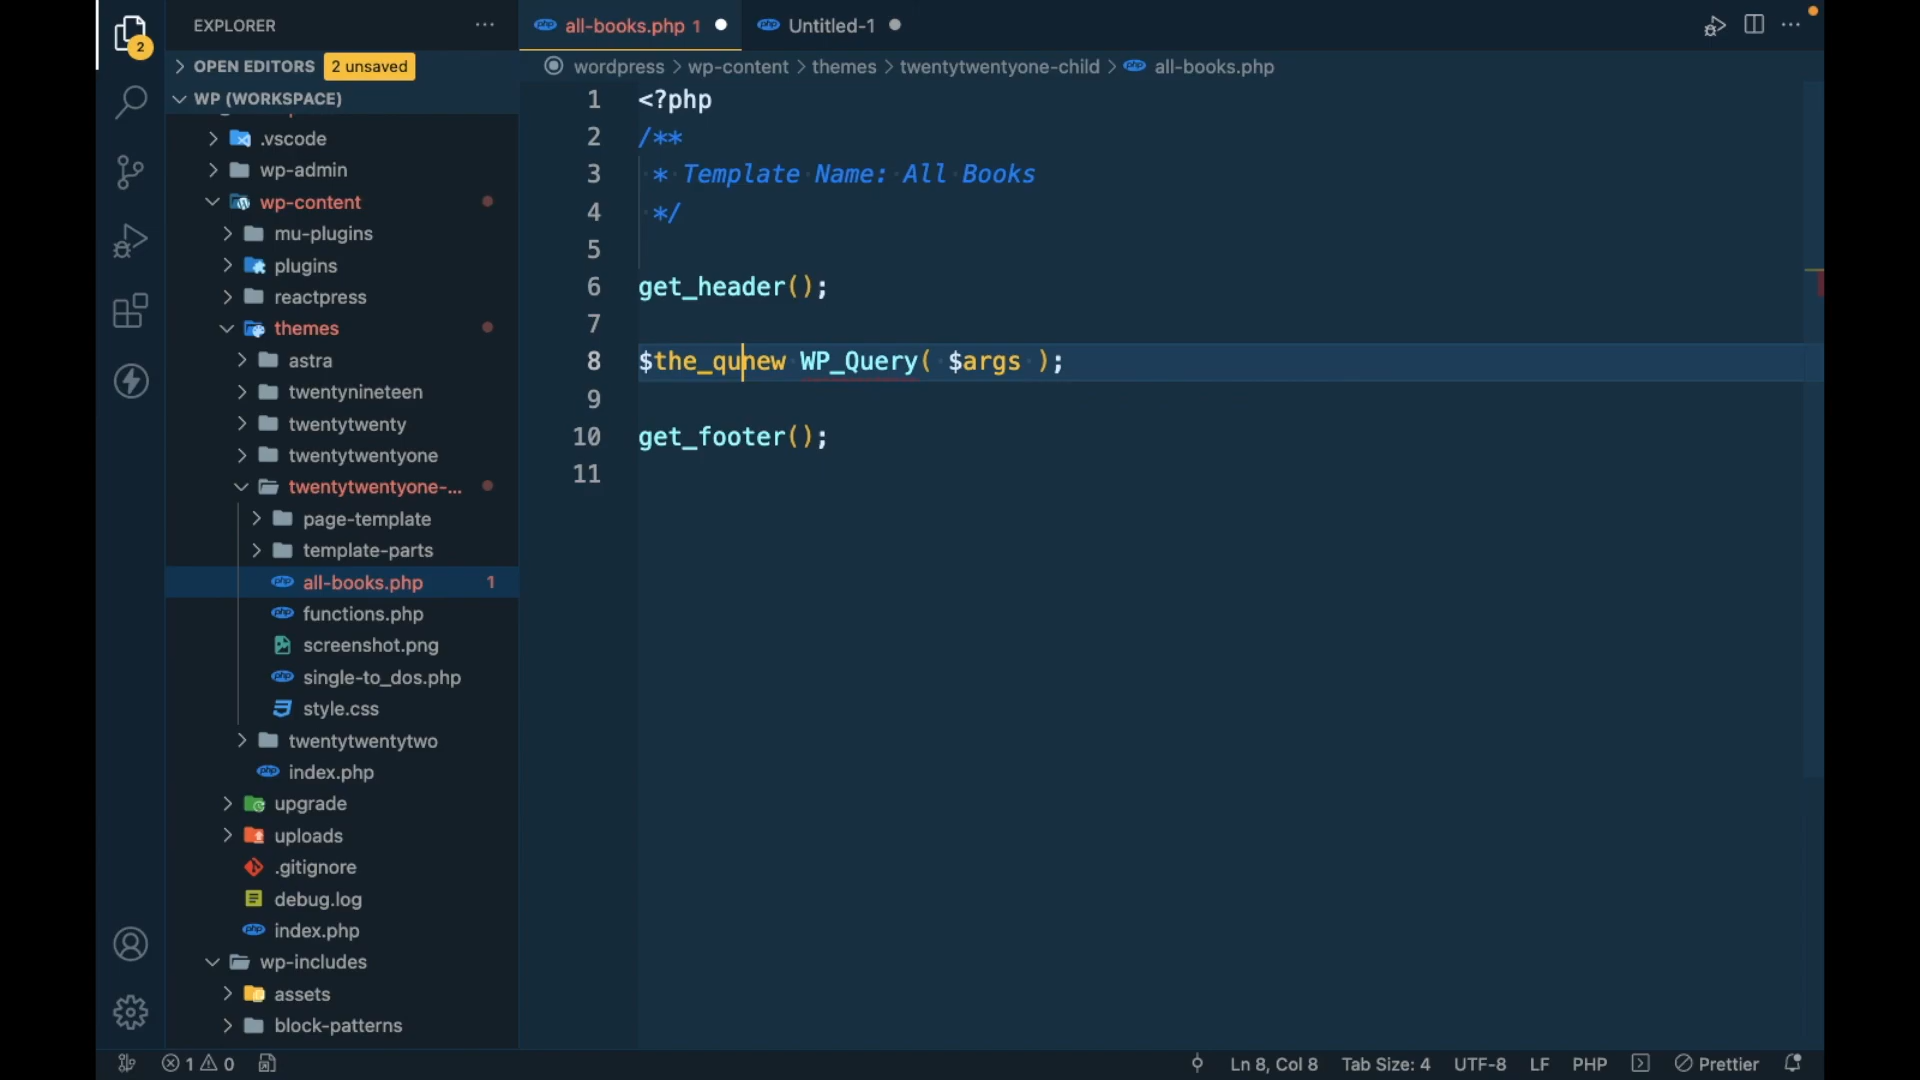 EXPLORER
2
OPEN EDITORS 2 unsaved
WP (WORKSPACE)
.vscode
wp-admin
wp-content
mu-plugins
plugins
reactpress
themes
astra
twentynineteen
twentytwenty
twentytwentyone
twentytwentyone-...
page-template
template-parts
all-books.php 1
functions.php
screenshot.png
single-to_dos.php
style.css
twentytwentytwo
index.php
upgrade
uploads
.gitignore
debug.log
index.php
wp-includes
assets
block-patterns
all-books.php 1 Untitled-1
wordpress > wp-content > themes > twentytwentyone-child > all-books.php
1 <?php
2 /**
3 * Template Name: All Books
4 */
5
6 get_header();
7
8 $the_qunew WP_Query( $args );
9
10 get_footer();
11
1 0 Ln 8, Col 8 Tab Size: 4 UTF-8 LF PHP Prettier